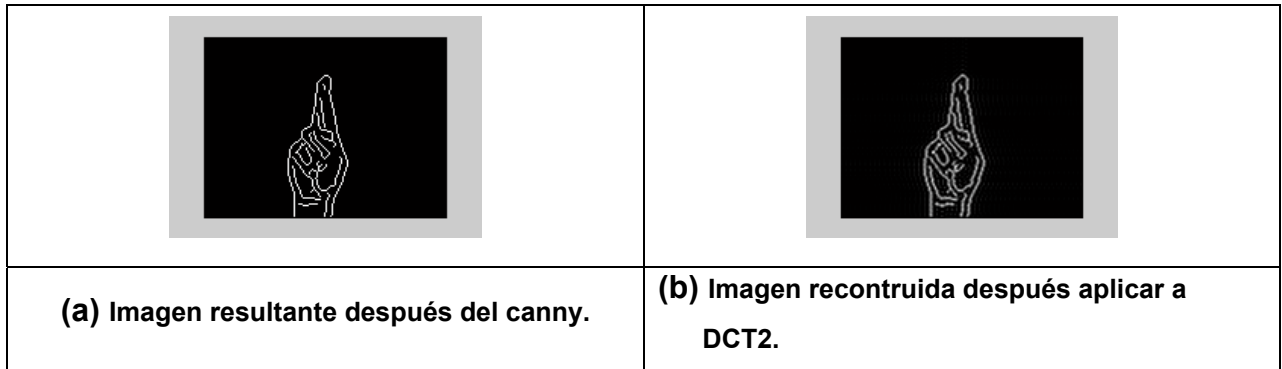 (a) Imagen resultante después del canny.
(b) Imagen recontruida después aplicar a
DCT2.